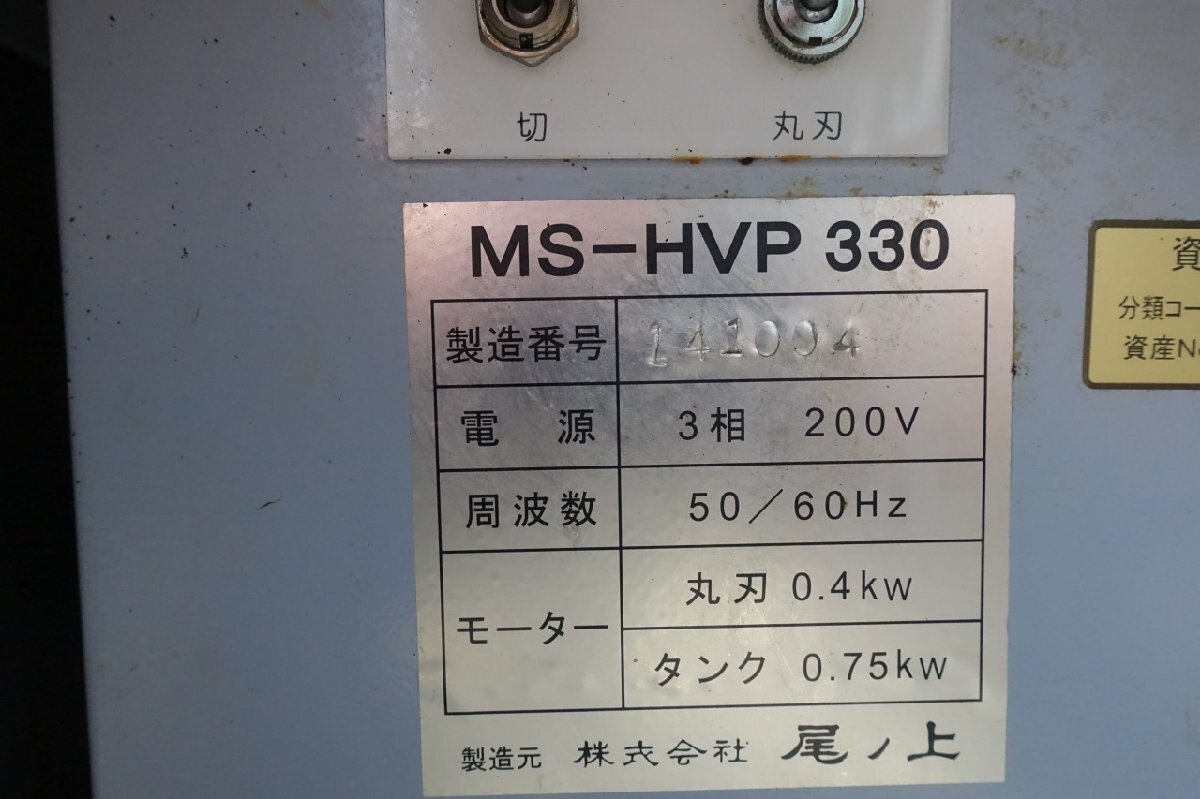 切 丸刃
MS-HVP 330
製造番号 141094
電源 3相 200V
周波数 50/60Hz
モーター 丸刃 0.4kw
タンク 0.75kw
製造元 株式会社 尾ノ上
資
分類コー
資産No